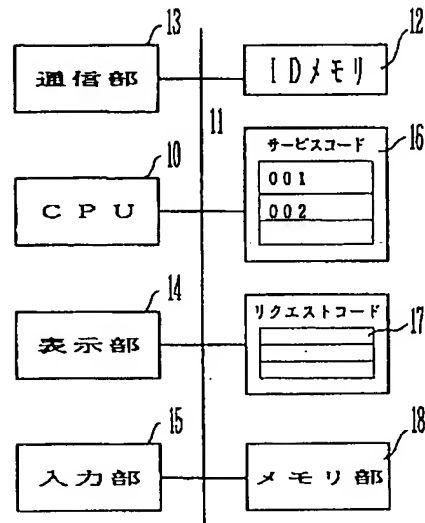 13
通信部
12
IDメモリ
11
10
CPU
16
サービスコード
001
002
14
表示部
リクエストコード
17
15
入力部
18
メモリ部